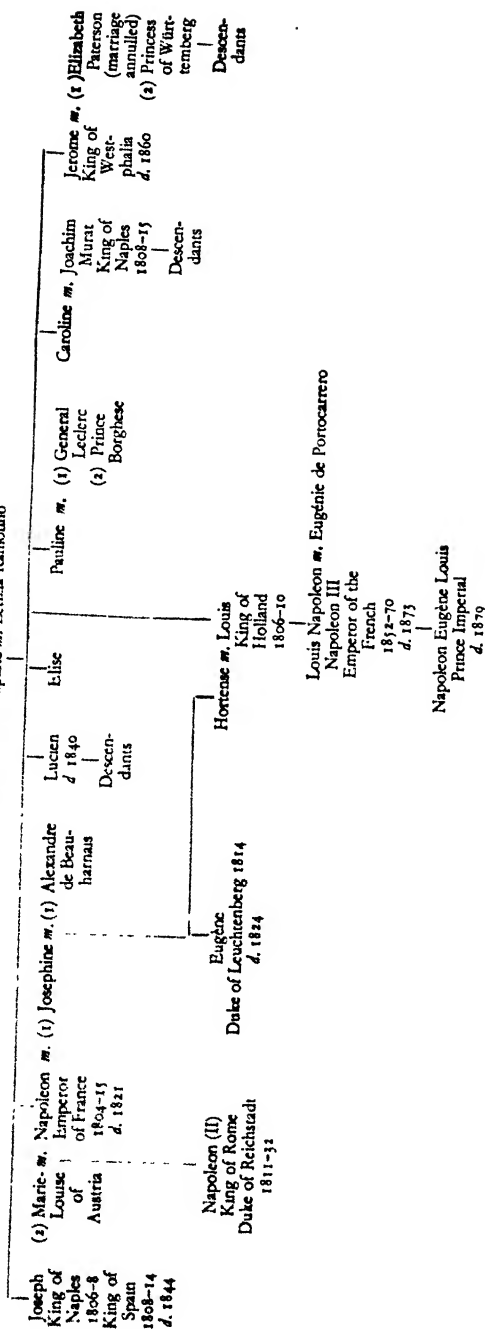 m. Letizia Ramolino
Joseph
King of
Naples
1806-8
King of
Spain
1808-14
d. 1844
(2) Marie- m. Napoleon m. (1) Josephine m. (1) Alexandre
Louise
of
Austria
Emperor
of France
1804-15
d. 1821
de Beau-
harnais
Lucien
d 1840
Descen-
dants
Elise
Pauline m. (1) General
Leclerc
(2) Prince
Borghese
Caroline m. Joachim
Murat
King of
Naples
1808-15
Descen-
dants
Jerome m. (1) Elizabeth
King of
West-
phalia
d. 1860
Paterson
(marriage
annulled)
(2) Princess
of Würt-
temberg
Descen-
dants
Napoleon (II)
King of Rome
Duke of Reichstadt
1811-32
Eugène
Duke of Leuchtenberg 1814
d. 1824
Hortense m. Louis
King of
Holland
1806-10
Louis Napoleon m. Eugénie de Portocarrero
Napoleon III
Emperor of the
French
1852-70
d. 1873
Napoleon Eugène Louis
Prince Imperial
d. 1879